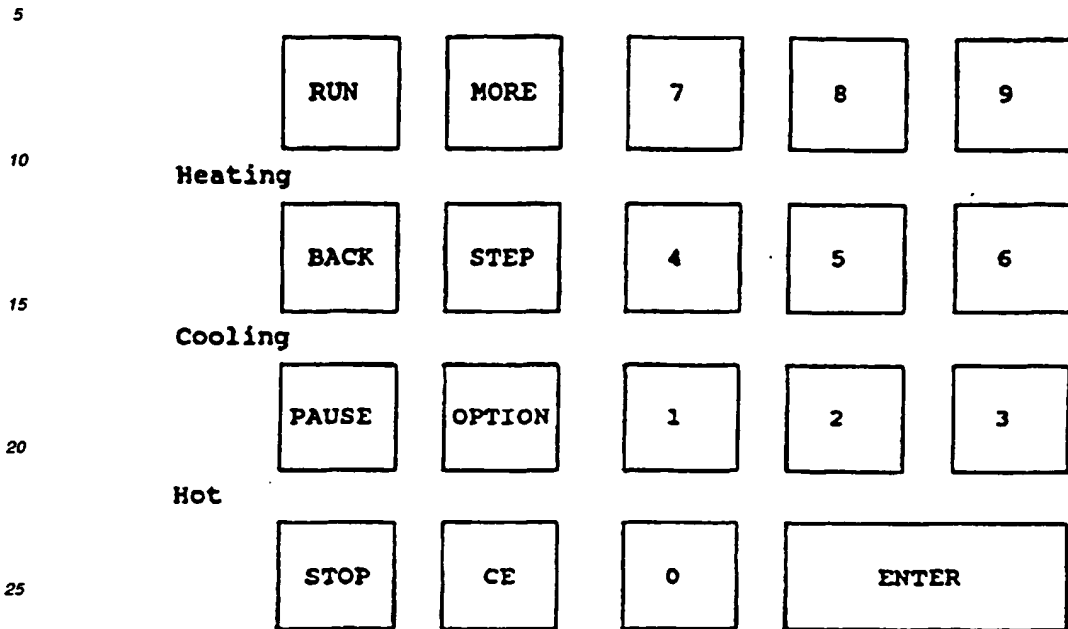 5
RUN MORE 7 8 9
10
Heating
BACK STEP 4 5 6
15
Cooling
PAUSE OPTION 1 2 3
20
Hot
STOP CE 0 ENTER
25